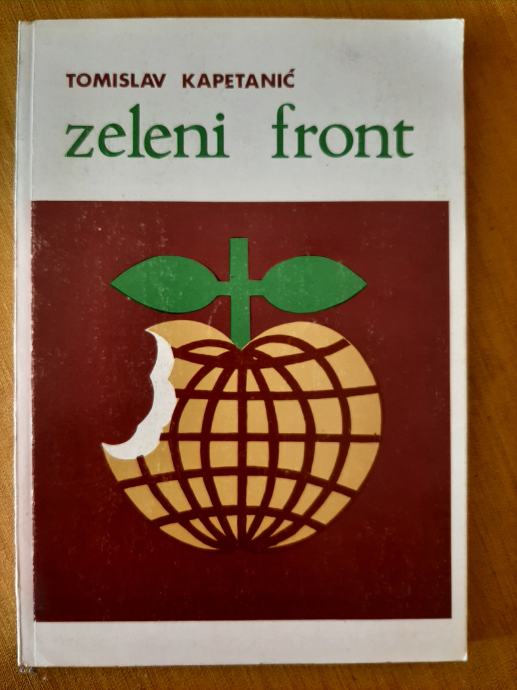 TOMISLAV KAPETANIĆ
zeleni front